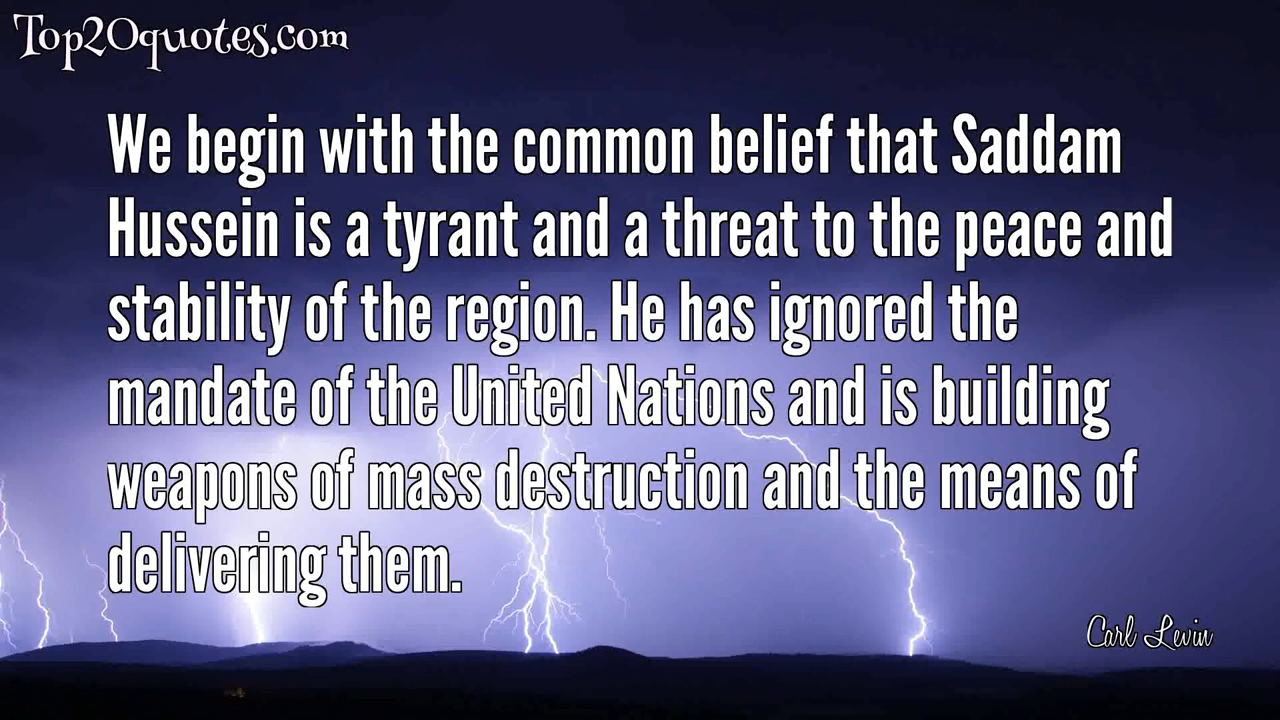 Top20quotes.com
We begin with the common belief that Saddam
Hussein is a tyrant and a threat to the peace and
stability of the region. He has ignored the
mandate of the United Nations and is building
weapons of mass destruction and the means of
delivering them.
Carl Levin